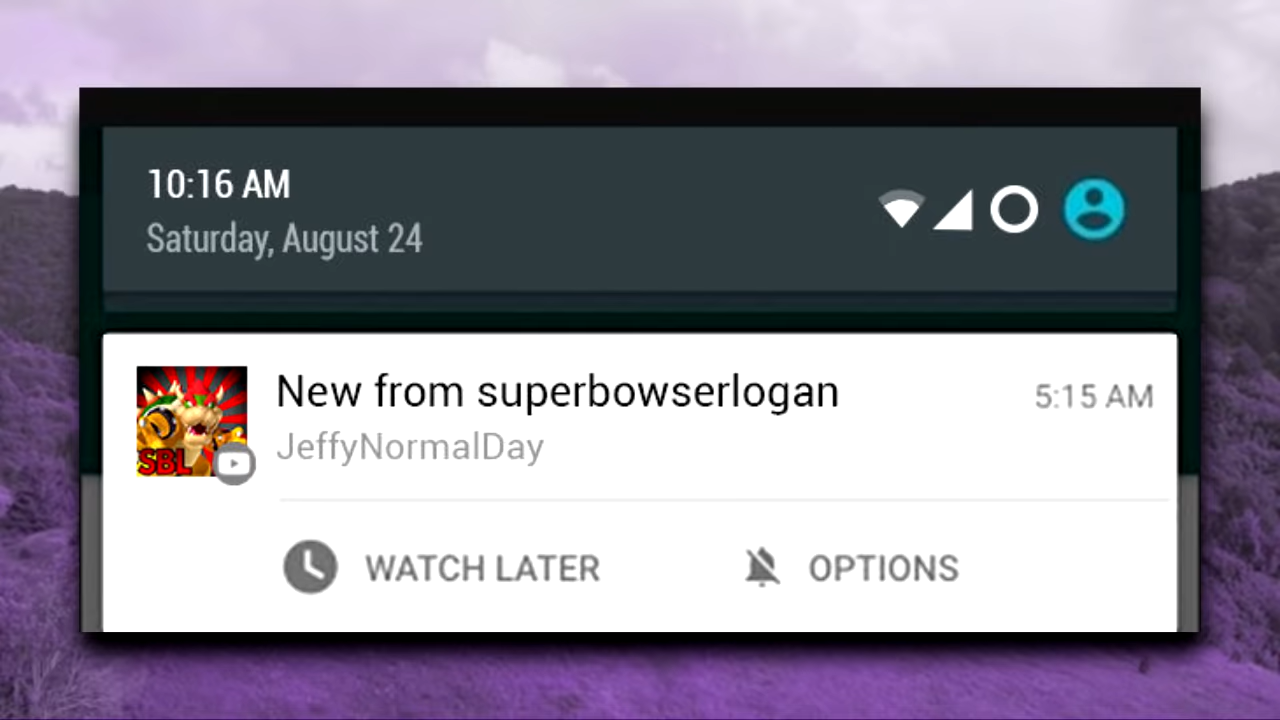 10:16 AM
Saturday, August 24
New from superbowserlogan
5:15 AM
JeffyNormalDay
SBL
WATCH LATER
OPTIONS